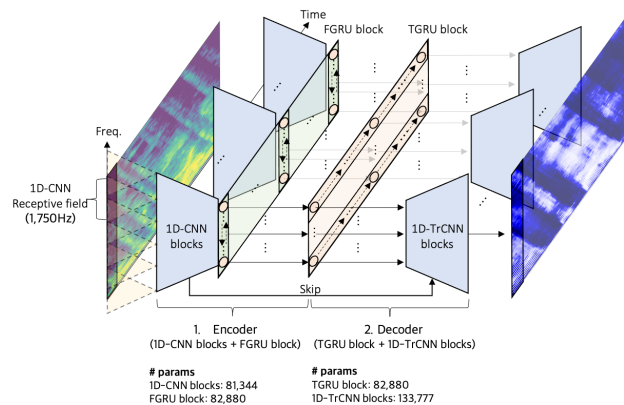 Time
FGRU block
TGRU block
Freq.
1D-CNN
Receptive field
(1,750Hz)
1D-CNN
blocks
1D-TrCNN
blocks
Skip
1. Encoder
(1D-CNN blocks + FGRU block)
2. Decoder
(TGRU block + 1D-TrCNN blocks)
# params
1D-CNN blocks: 81,344
FGRU block: 82,880
# params
TGRU block: 82,880
1D-TrCNN blocks: 133,777